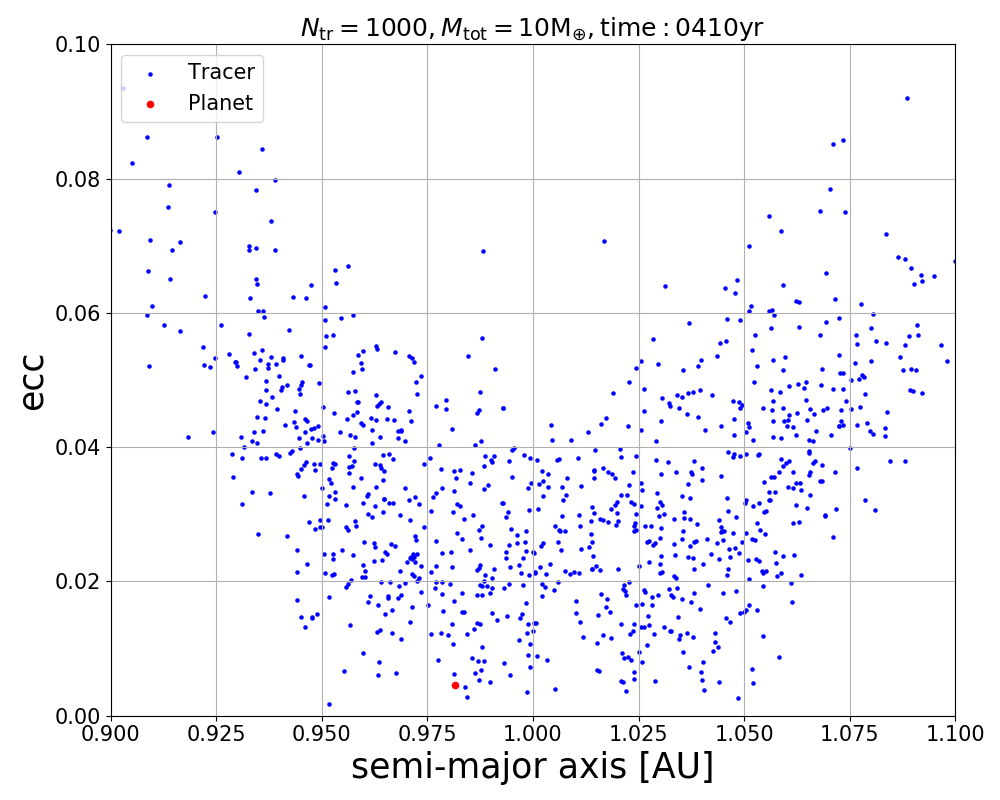 N_tr = 1000, M_tot = 10M_⊕, time : 0410yr
Tracer
Planet
ecc
0.10
0.08
0.06
0.04
0.02
0.00
0.900 0.925 0.950 0.975 1.000 1.025 1.050 1.075 1.100
semi-major axis [AU]